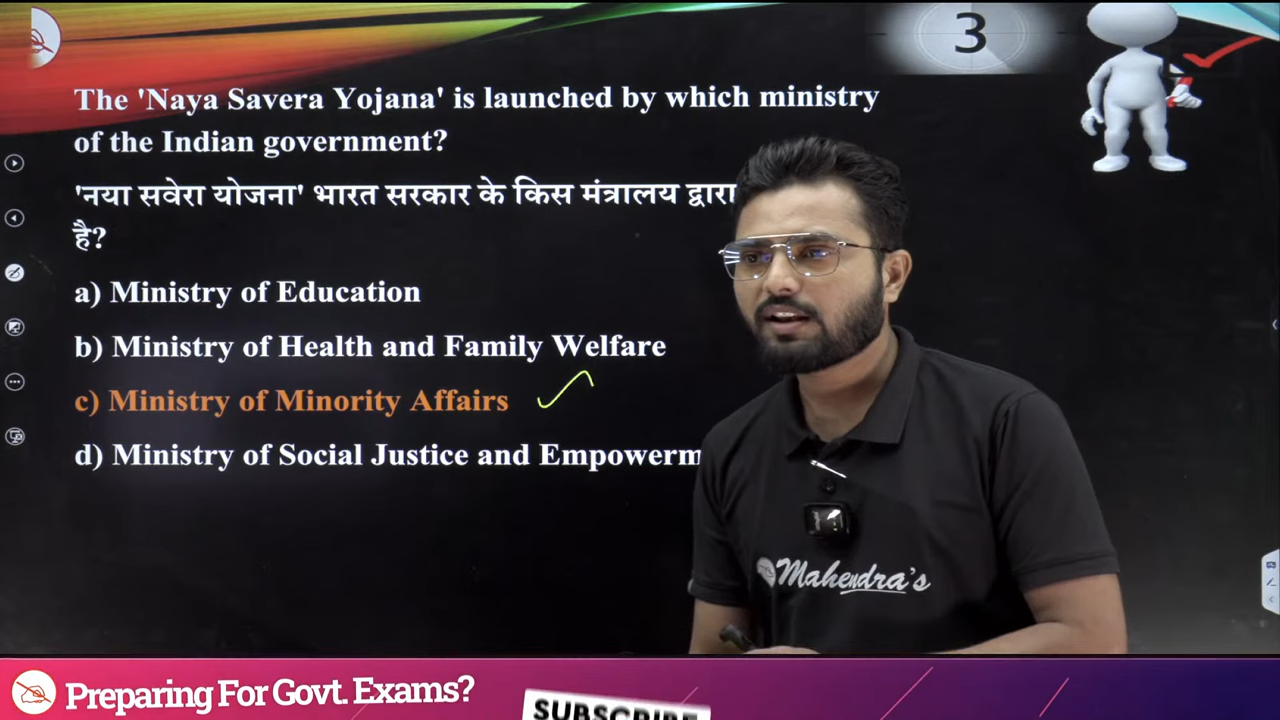 3
The 'Naya Savera Yojana' is launched by which ministry
of the Indian government?
'नया सवेरा योजना' भारत सरकार के किस मंत्रालय द्वारा
है?
a) Ministry of Education
b) Ministry of Health and Family Welfare
c) Ministry of Minority Affairs
d) Ministry of Social Justice and Empowerm
Mahendra's
Preparing For Govt. Exams?
SUBSCRIBE